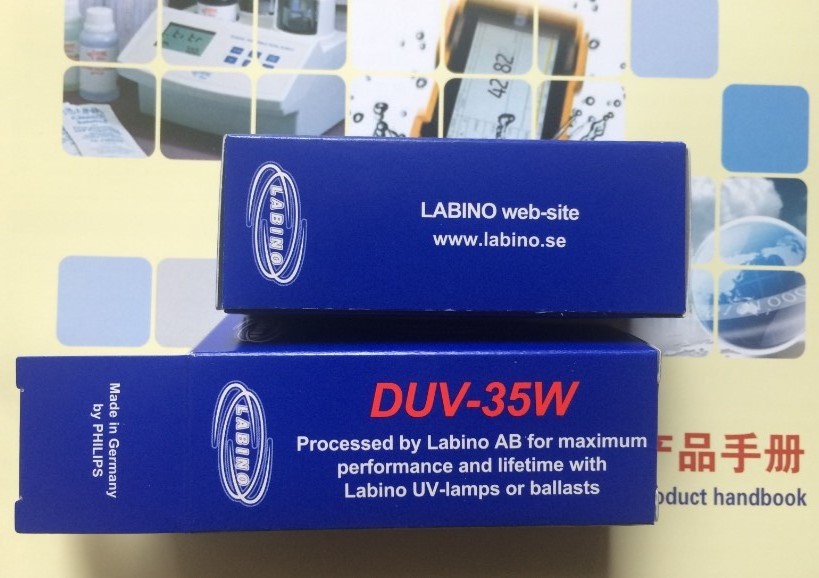 42.82
LABINO
LABINO web-site
www.labino.se
Made in Germany
by PHILIPS
LABINO
DUV-35W
Processed by Labino AB for maximum
performance and lifetime with
Labino UV-lamps or ballasts
产品手册
oduct handbook